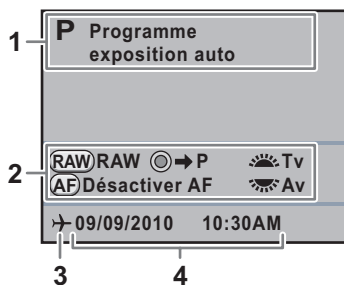 1
P Programme
exposition auto
2
RAW RAW → P Tv
AF Désactiver AF Av
09/09/2010 10:30AM
3 4